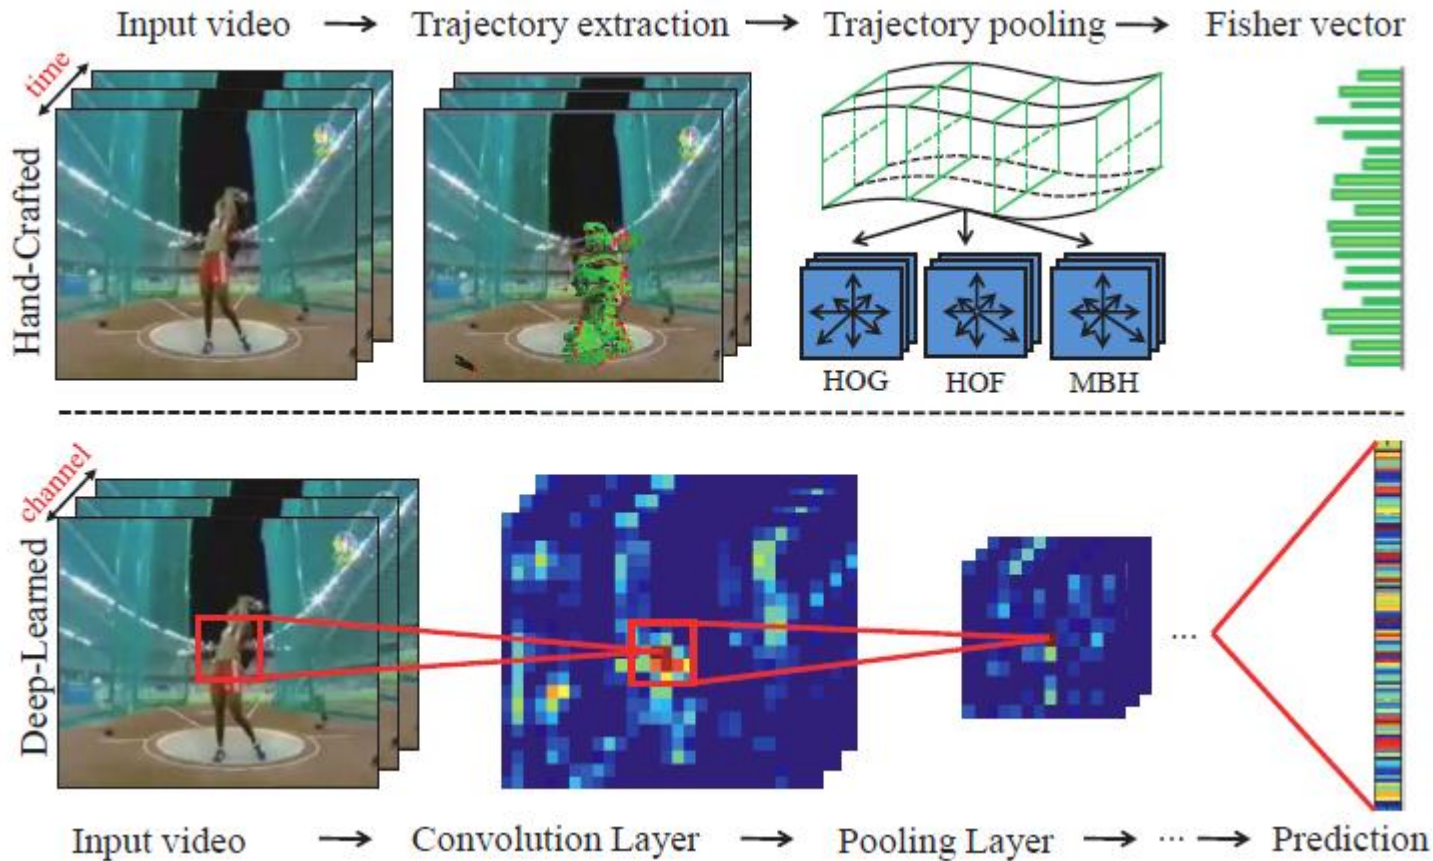 Input video → Trajectory extraction → Trajectory pooling → Fisher vector
time
Hand-Crafted
HOG HOF MBH
channel
Deep-Learned
...
Input video → Convolution Layer → Pooling Layer → ... → Prediction